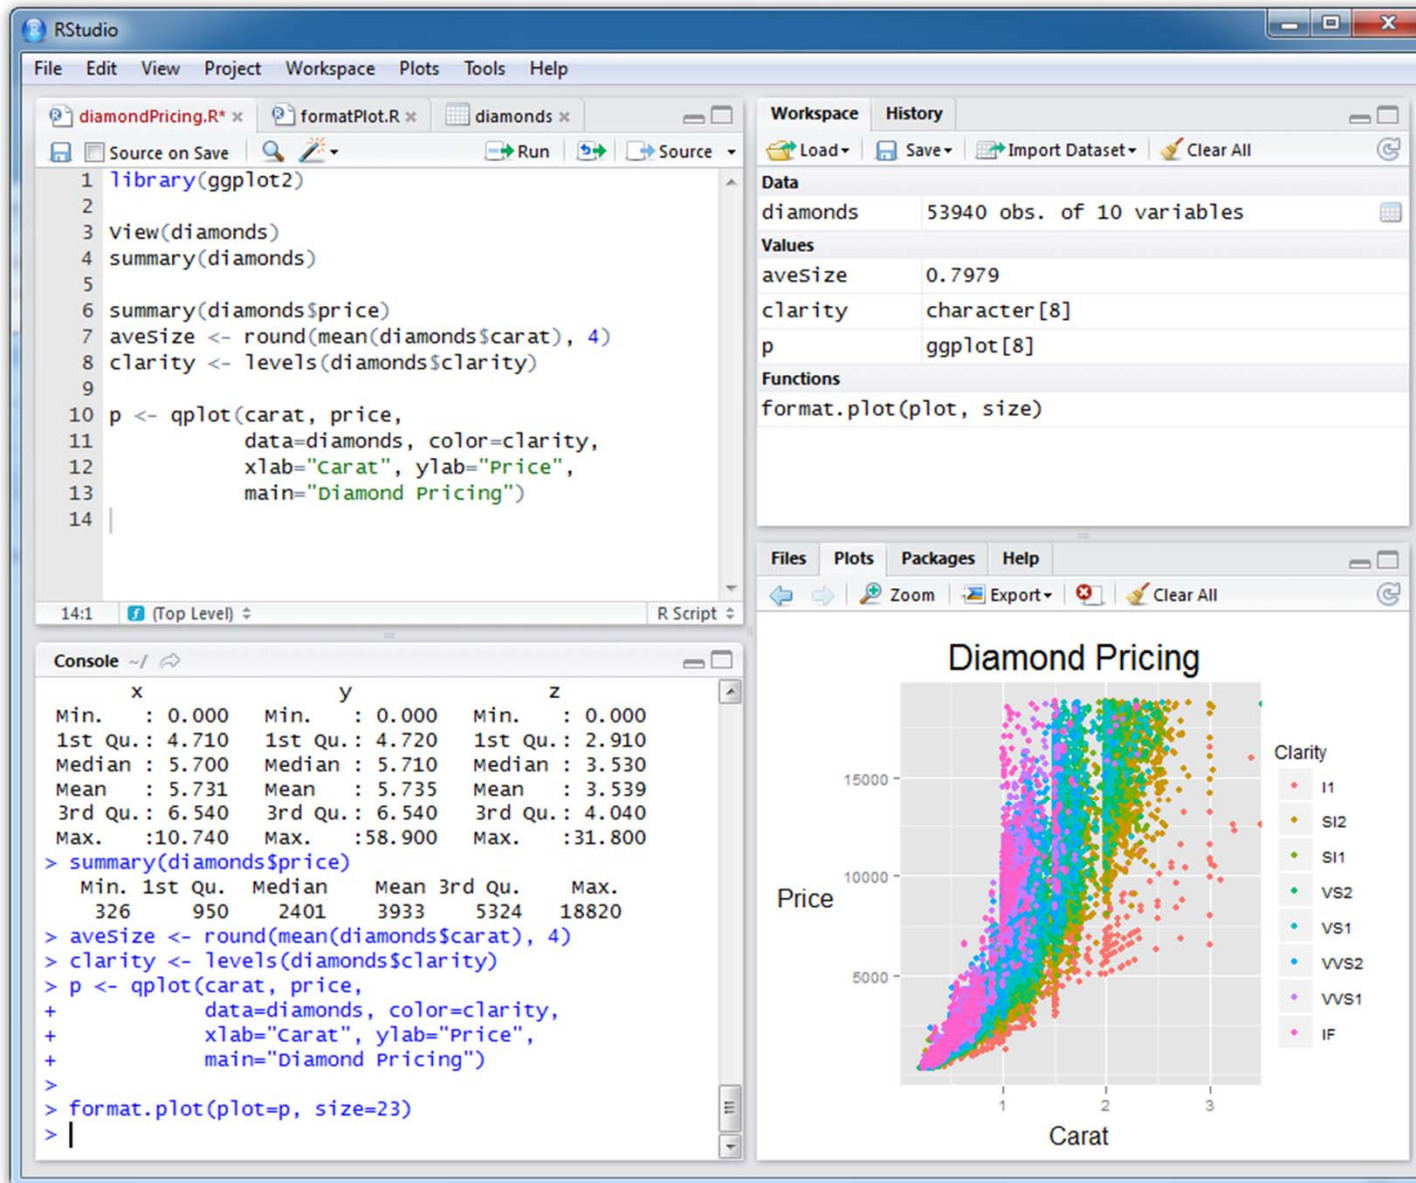 RStudio
File Edit View Project Workspace Plots Tools Help
diamondPricing.R* formatPlot.R diamonds
Source on Save Run Source
1 library(ggplot2)
2
3 View(diamonds)
4 summary(diamonds)
5
6 summary(diamonds$price)
7 aveSize <- round(mean(diamonds$carat), 4)
8 clarity <- levels(diamonds$clarity)
9
10 p <- qplot(carat, price,
11 data=diamonds, color=clarity,
12 xlab="Carat", ylab="Price",
13 main="Diamond Pricing")
14
14:1 (Top Level) R Script
Console ~/
x y z
Min. : 0.000 Min. : 0.000 Min. : 0.000
1st Qu.: 4.710 1st Qu.: 4.720 1st Qu.: 2.910
Median : 5.700 Median : 5.710 Median : 3.530
Mean : 5.731 Mean : 5.735 Mean : 3.539
3rd Qu.: 6.540 3rd Qu.: 6.540 3rd Qu.: 4.040
Max. :10.740 Max. :58.900 Max. :31.800
> summary(diamonds$price)
Min. 1st Qu. Median Mean 3rd Qu. Max.
326 950 2401 3933 5324 18820
> aveSize <- round(mean(diamonds$carat), 4)
> clarity <- levels(diamonds$clarity)
> p <- qplot(carat, price,
+ data=diamonds, color=clarity,
+ xlab="Carat", ylab="Price",
+ main="Diamond Pricing")
>
> format.plot(plot=p, size=23)
>
Workspace History
Load Save Import Dataset Clear All
Data
diamonds 53940 obs. of 10 variables
Values
aveSize 0.7979
clarity character[8]
p ggplot[8]
Functions
format.plot(plot, size)
Files Plots Packages Help
Zoom Export Clear All
Diamond Pricing
Price
15000
10000
5000
1 2 3
Carat
Clarity
I1
SI2
SI1
VS2
VS1
VVS2
VVS1
IF